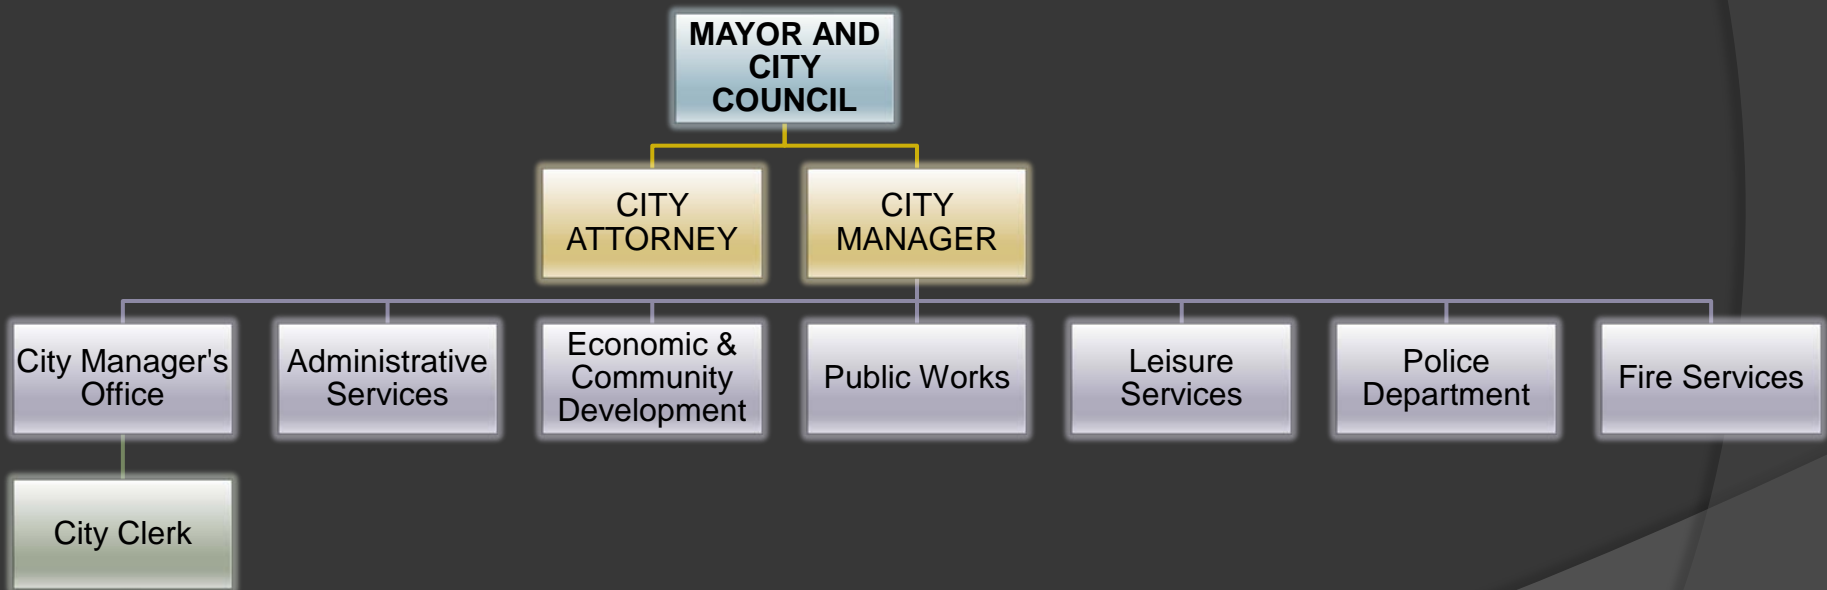 MAYOR AND
CITY
COUNCIL
CITY
ATTORNEY
CITY
MANAGER
City Manager's
Office
Administrative
Services
Economic &
Community
Development
Public Works
Leisure
Services
Police
Department
Fire Services
City Clerk